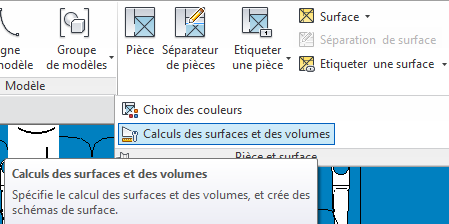 gne
modèle
Groupe
de modèles
Modèle
Pièce
Séparateur
de pièces
Etiqueter
une pièce
Surface
Séparation de surface
Etiqueter une surface
Choix des couleurs
Calculs des surfaces et des volumes
Pièce et surface
Calculs des surfaces et des volumes
Spécifie le calcul des surfaces et des volumes, et crée des
schémas de surface.